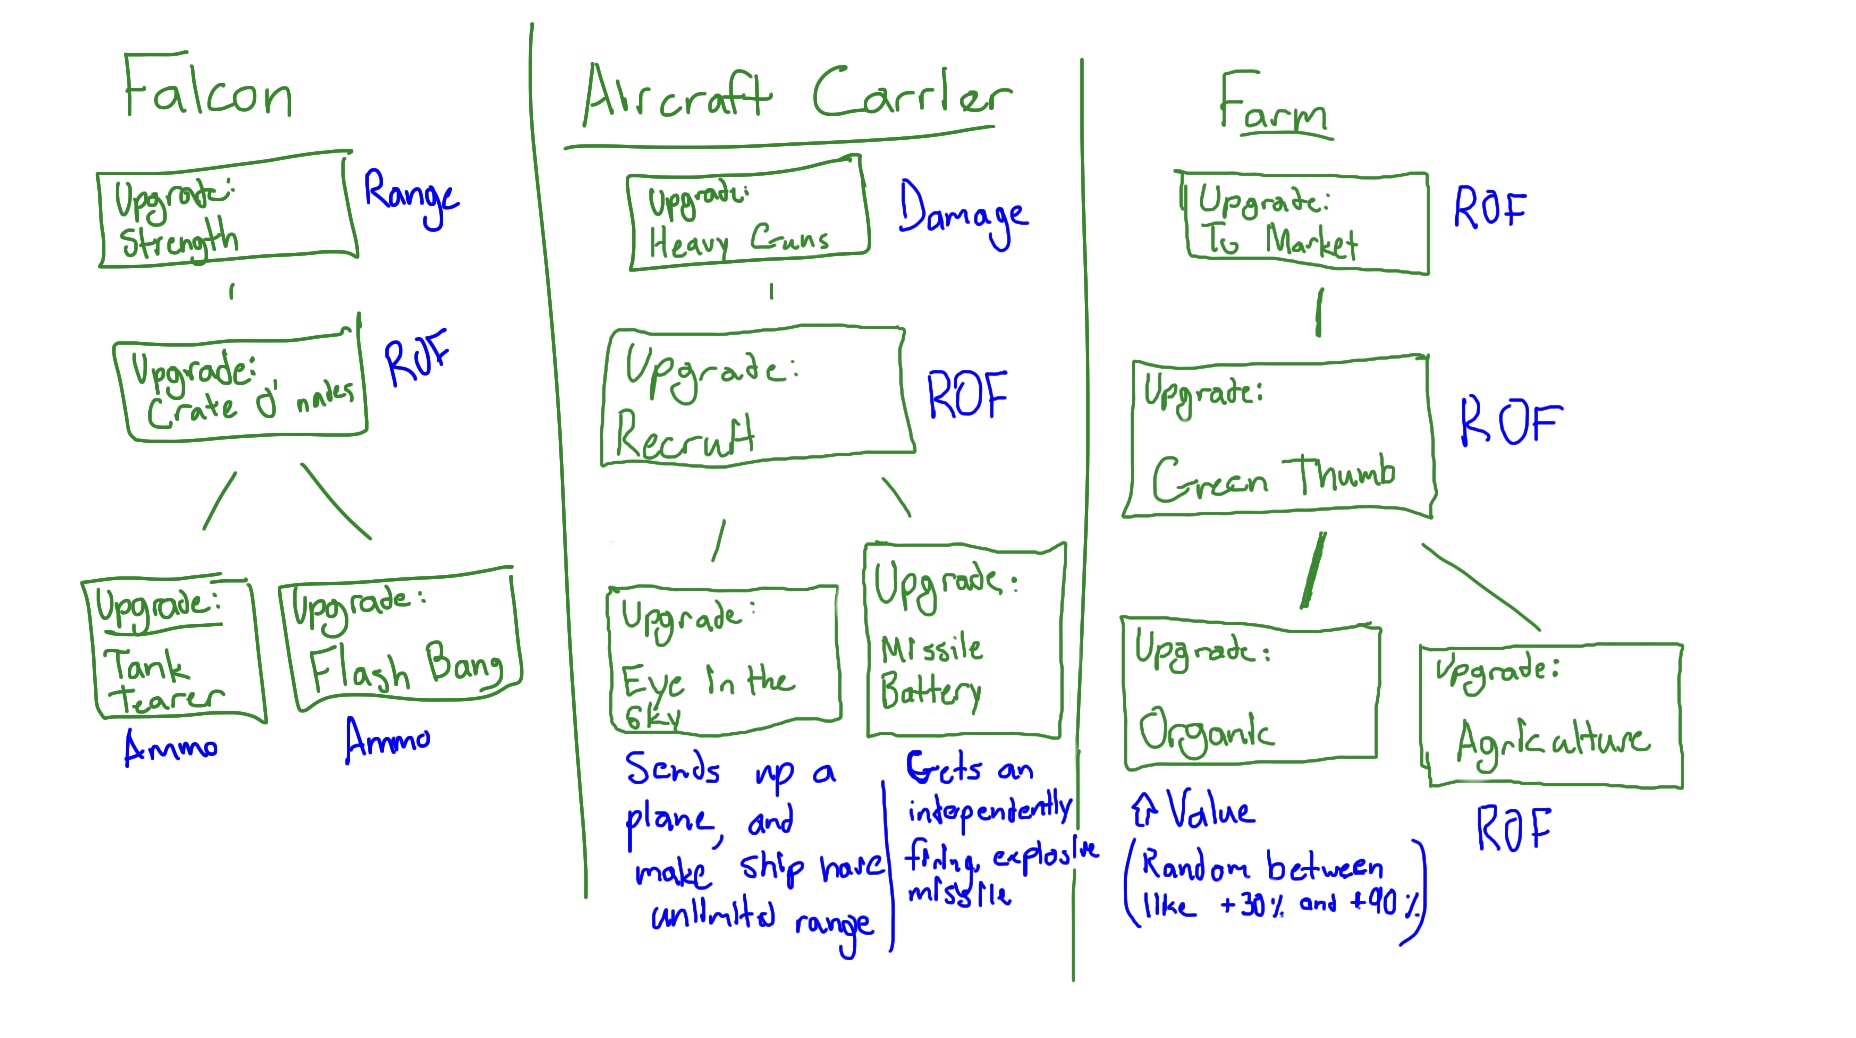 Falcon
Upgrade:
Strength
Range
Upgrade:
Crate O' nades
ROF
Upgrade:
Tank
Tearer
Ammo
Upgrade:
Flash Bang
Ammo
Aircraft Carrier
Upgrade:
Heavy Guns
Damage
Upgrade:
Recruit
ROF
Upgrade:
Eye in the
Sky
Sends up a
plane, and
make ship have
unlimitd range
Upgrade:
Missile
Battery
Gets an
indepentently
firing, explosive
missile
Farm
Upgrade:
To Market
ROF
Upgrade:
Green Thumb
ROF
Upgrade:
Organic
⇧ Value
(Random between
like +30% and +90%)
Upgrade:
Agriculture
ROF